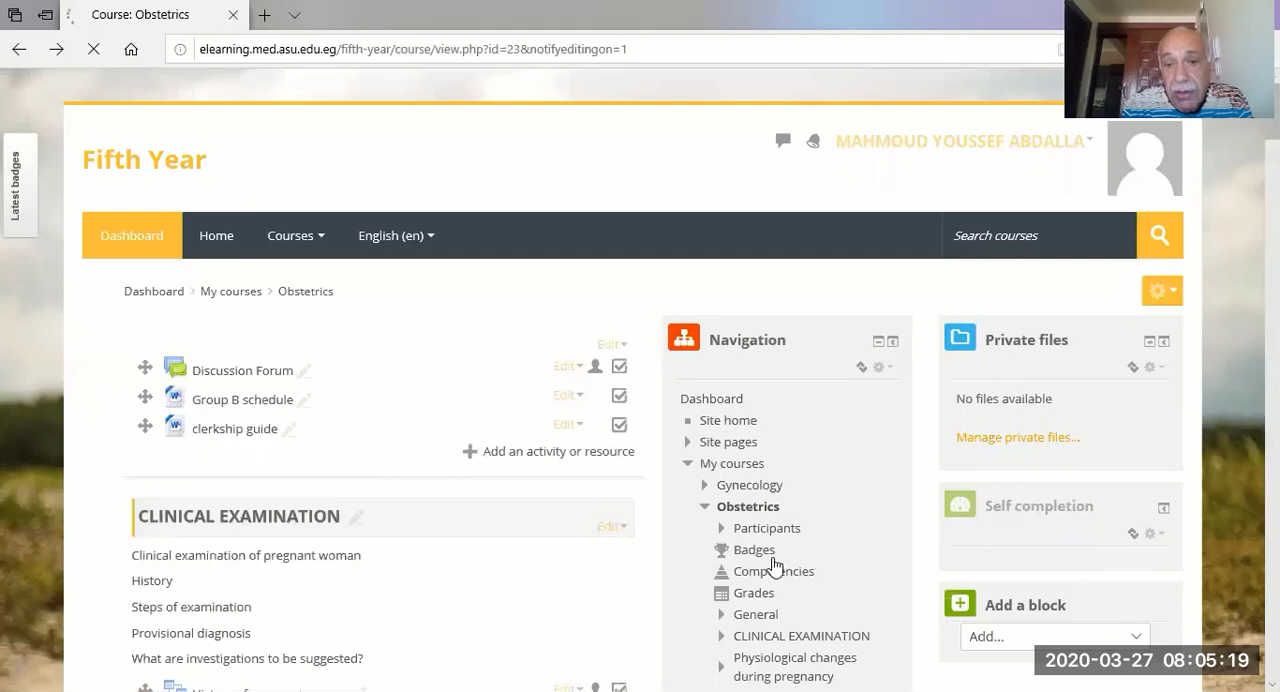 Course: Obstetrics
elearning.med.asu.edu.eg/fifth-year/course/view.php?id=23&notifyeditingon=1
Latest badges
Fifth Year
MAHMOUD YOUSSEF ABDALLA
Dashboard Home Courses English (en) Search courses
Dashboard > My courses > Obstetrics
Edit
Discussion Forum Edit
Group B schedule Edit
clerkship guide Edit
Add an activity or resource
CLINICAL EXAMINATION
Edit
Clinical examination of pregnant woman
History
Steps of examination
Provisional diagnosis
What are investigations to be suggested?
Edit
Navigation
Dashboard
Site home
Site pages
My courses
Gynecology
Obstetrics
Participants
Badges
Competencies
Grades
General
CLINICAL EXAMINATION
Physiological changes
during pregnancy
Private files
No files available
Manage private files...
Self completion
Add a block
Add...
2020-03-27 08:05:19